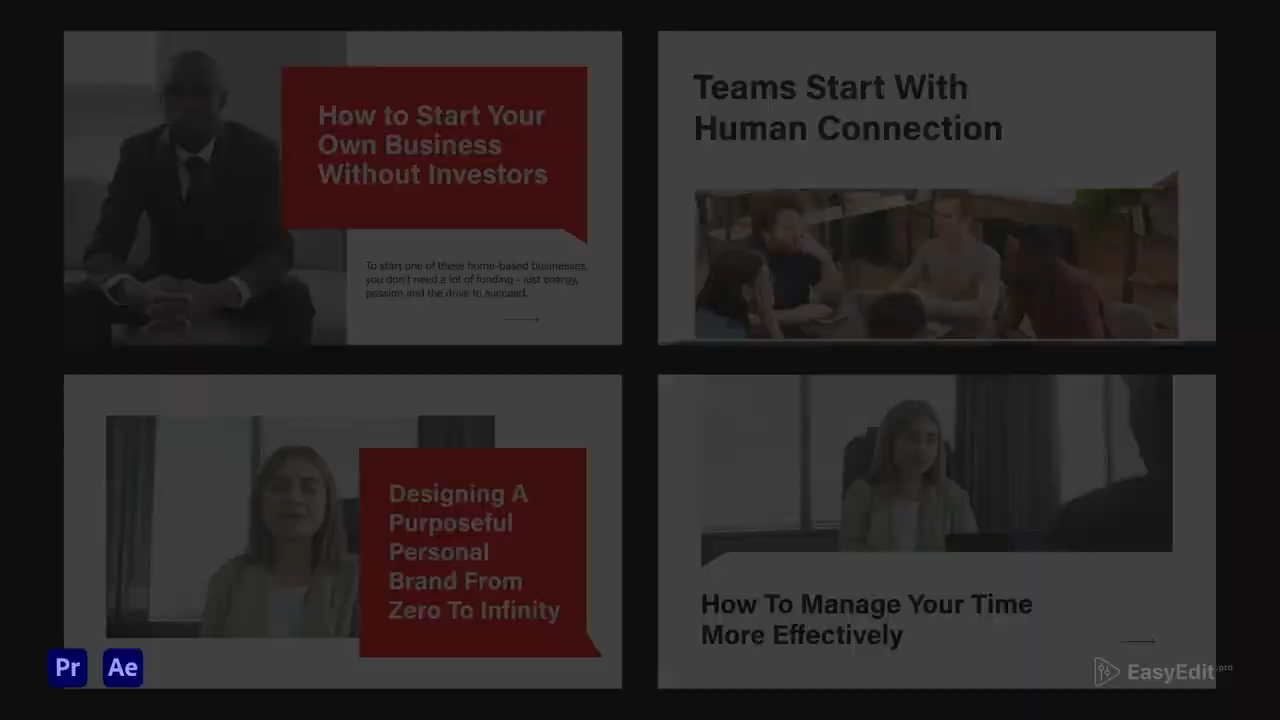 How to Start Your
Own Business
Without Investors
To start one of these home-based businesses,
you don't need a lot of funding - just energy,
passion and the drive to succeed.
Teams Start With
Human Connection
Designing A
Purposeful
Personal
Brand From
Zero To Infinity
How To Manage Your Time
More Effectively
Pr Ae
EasyEdit.pro